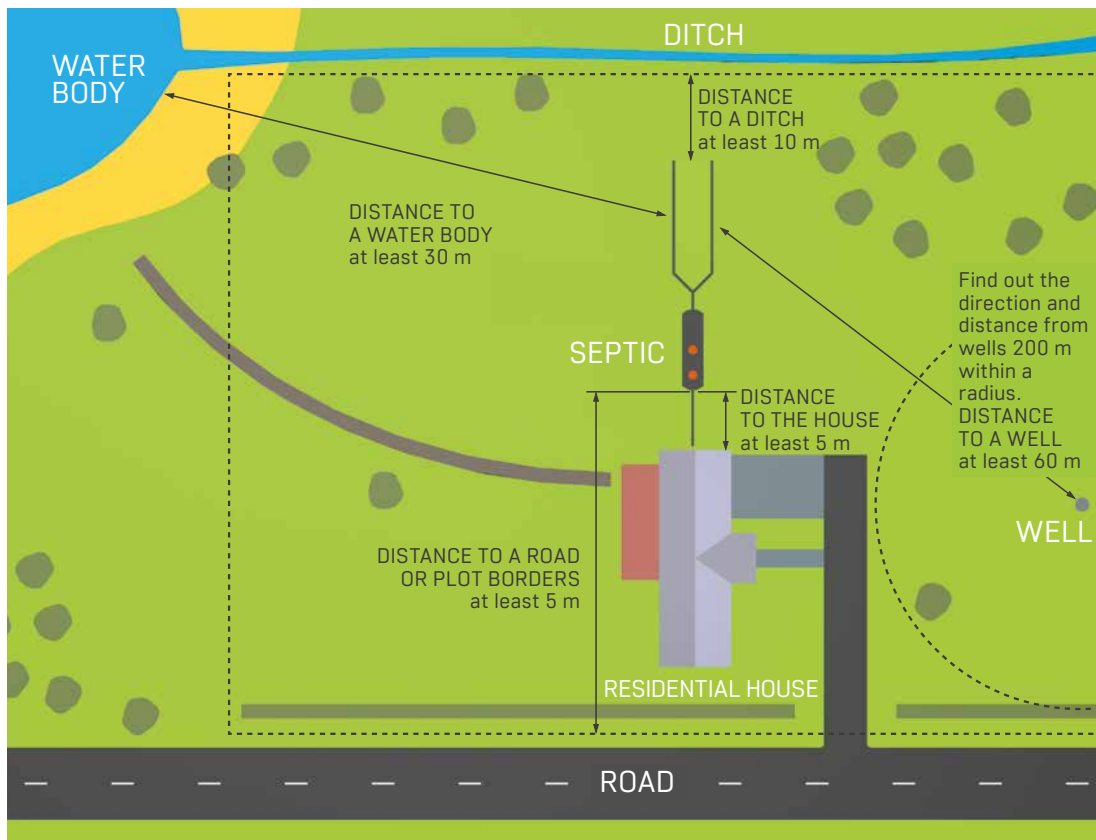 DITCH
WATER
BODY
DISTANCE
TO A DITCH
at least 10 m
DISTANCE TO
A WATER BODY
at least 30 m
Find out the
direction and
distance from
wells 200 m
within a
radius.
DISTANCE
TO A WELL
at least 60 m
SEPTIC
DISTANCE
TO THE HOUSE
at least 5 m
WELL
DISTANCE TO A ROAD
OR PLOT BORDERS
at least 5 m
RESIDENTIAL HOUSE
ROAD